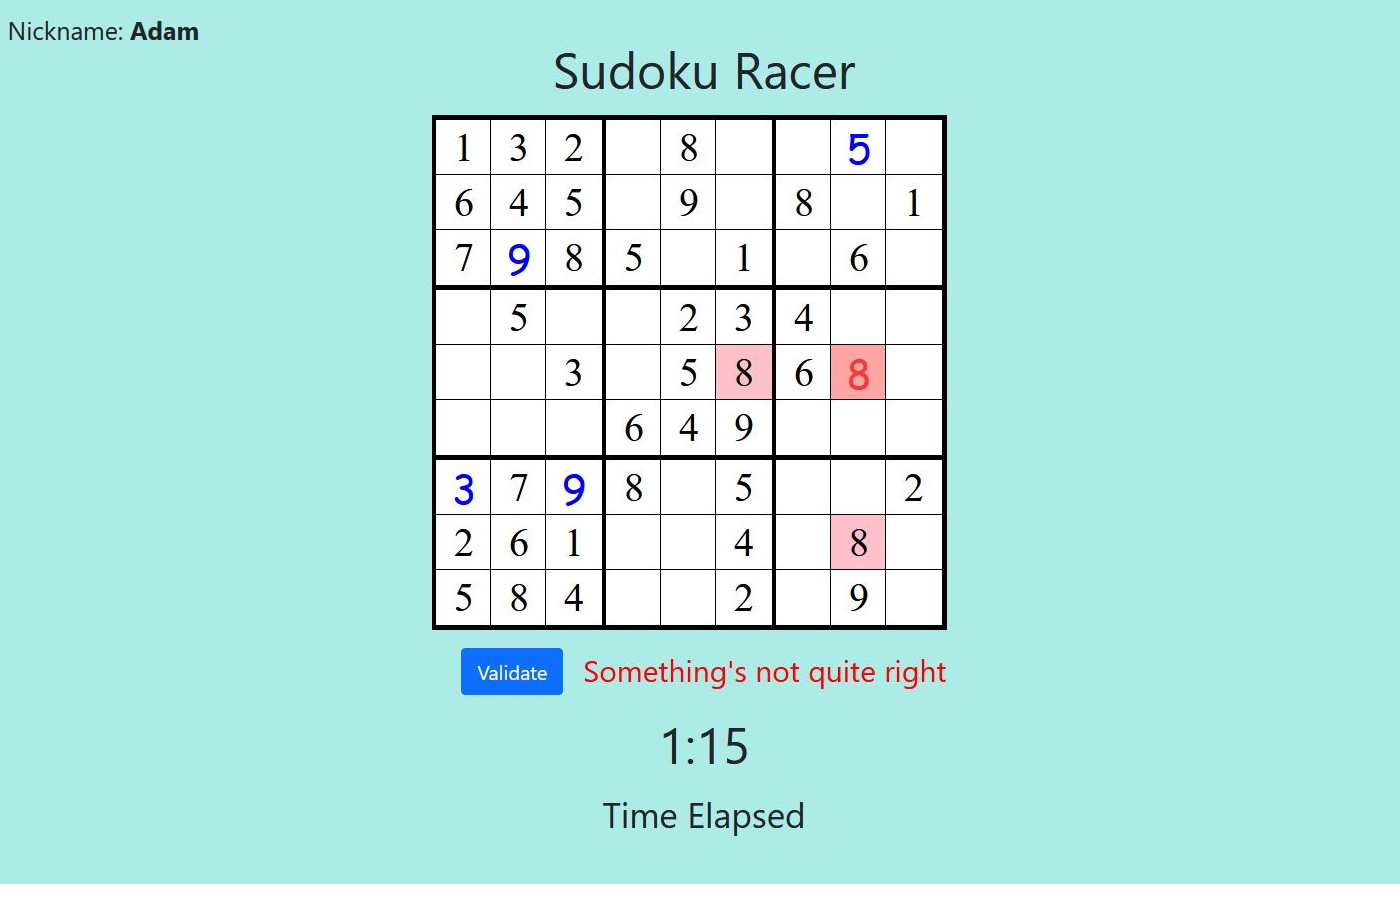 Nickname: Adam
Sudoku Racer
1 3 2 8 5
6 4 5 9 8 1
7 9 8 5 1 6
5 2 3 4
3 5 8 6 8
6 4 9
3 7 9 8 5 2
2 6 1 4 8
5 8 4 2 9
Validate Something's not quite right
1:15
Time Elapsed